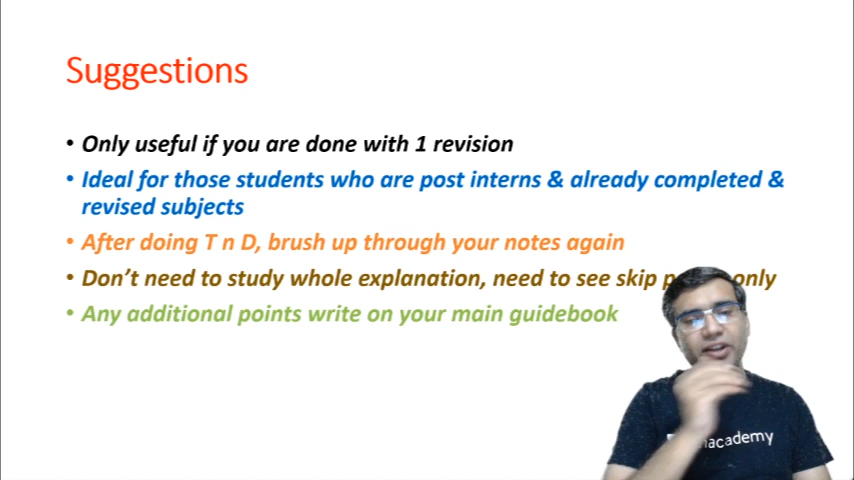 Suggestions
• Only useful if you are done with 1 revision
• Ideal for those students who are post interns & already completed &
revised subjects
• After doing T n D, brush up through your notes again
• Don't need to study whole explanation, need to see skip only
• Any additional points write on your main guidebook